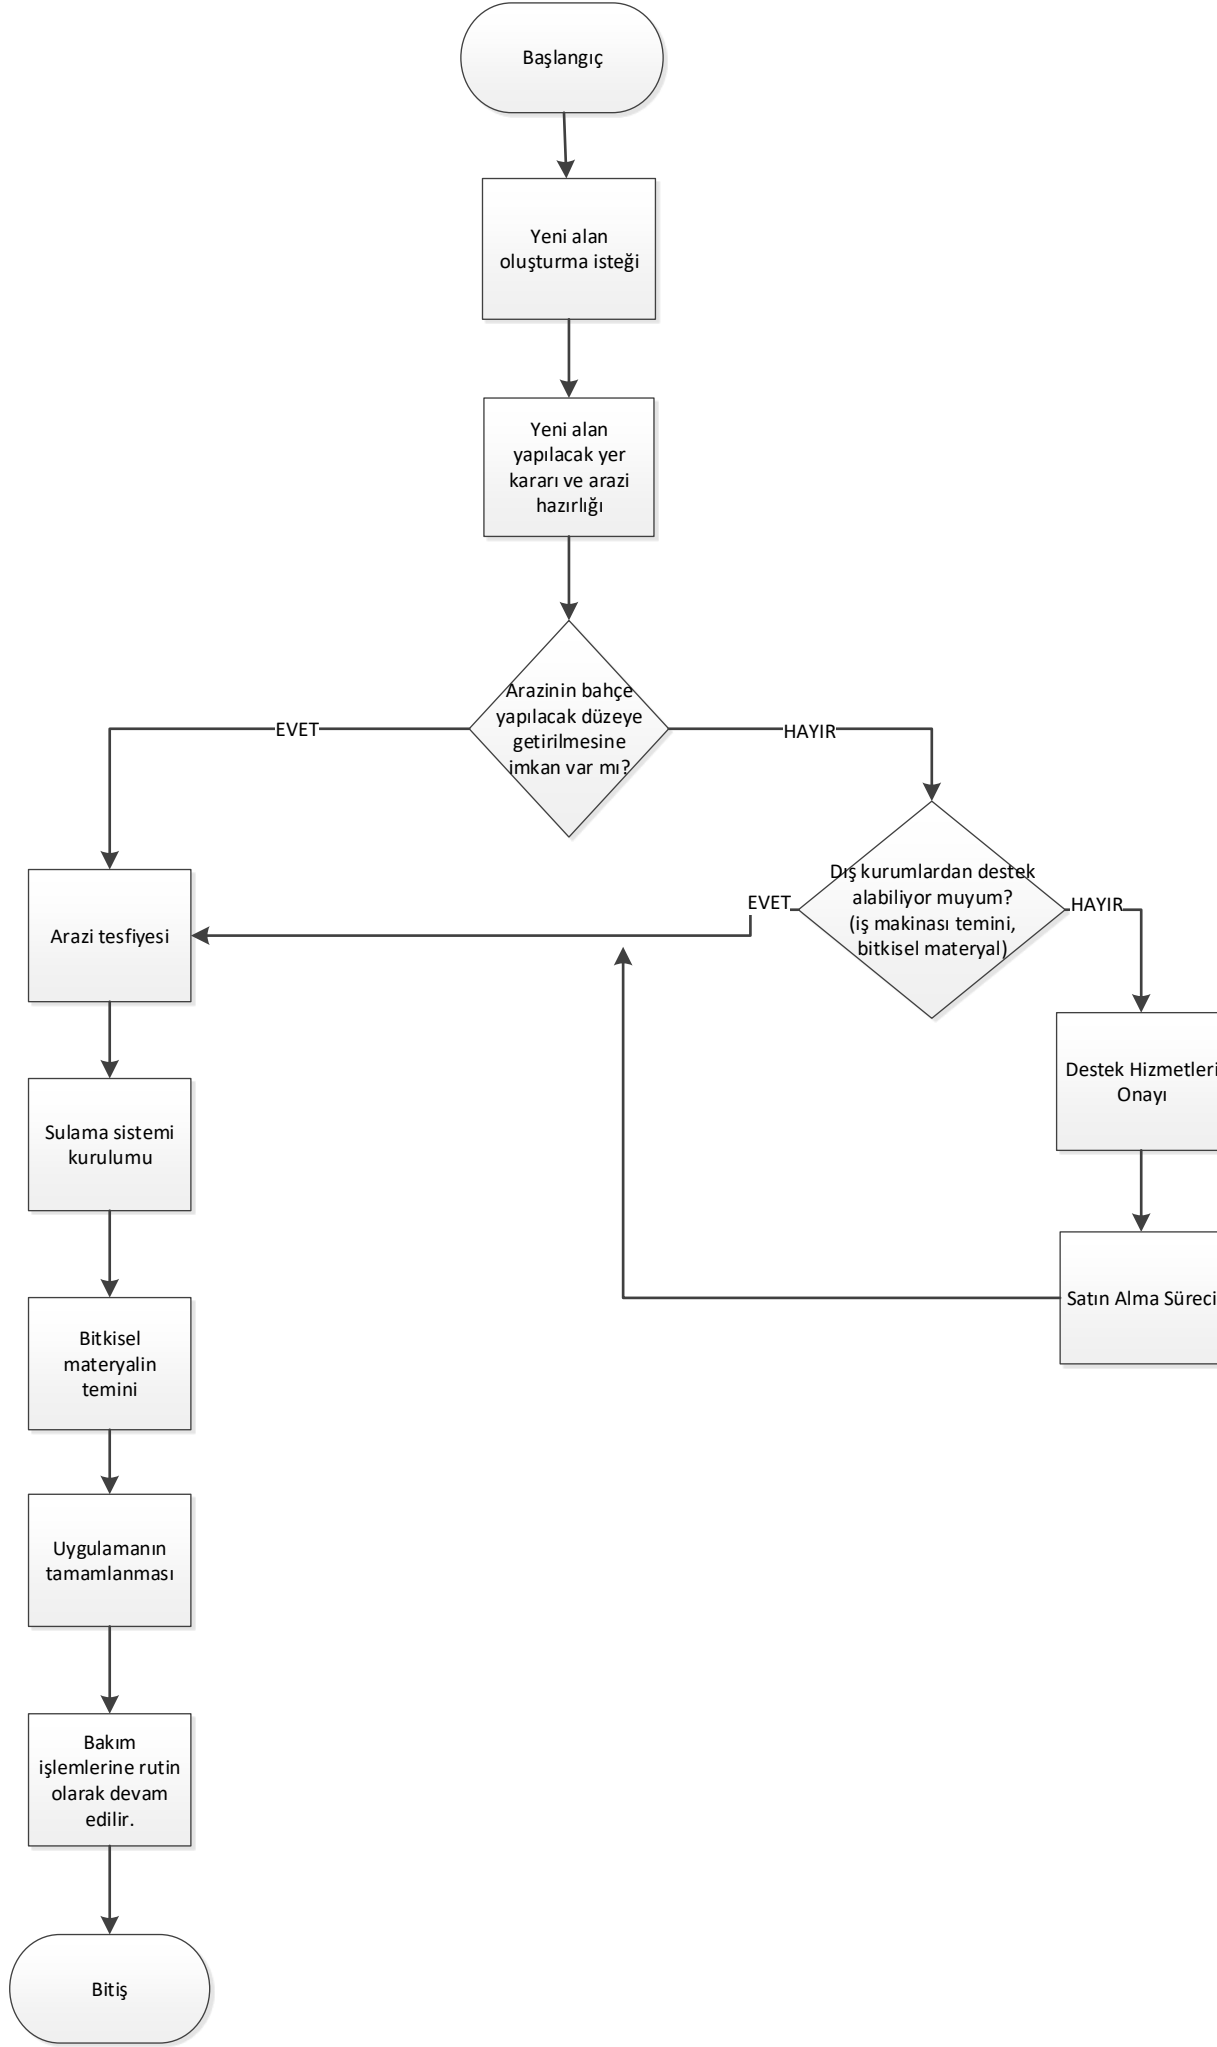 Başlangıç
Yeni alan
oluşturma isteği
Yeni alan
yapılacak yer
kararı ve arazi
hazırlığı
Arazinin bahçe
yapılacak düzeye
getirilmesine
imkan var mı?
EVET
HAYIR
Dış kurumlardan destek
alabiliyor muyum?
(iş makinası temini,
bitkisel materyal)
EVET
HAYIR
Arazi tesfiyesi
Destek Hizmetleri
Onayı
Sulama sistemi
kurulumu
Satın Alma Süreci
Bitkisel
materyalin
temini
Uygulamanın
tamamlanması
Bakım
işlemlerine rutin
olarak devam
edilir.
Bitiş